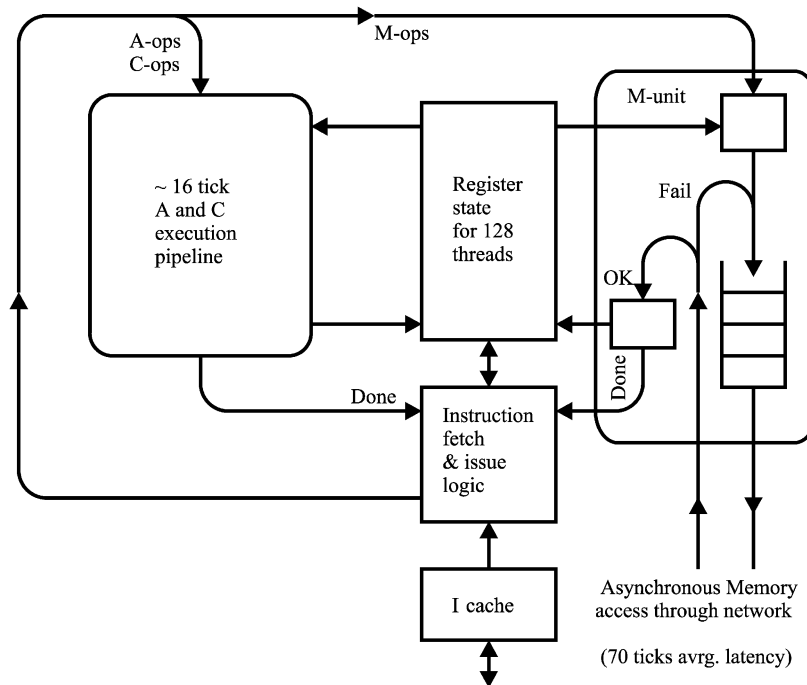 A-ops
C-ops
M-ops
M-unit
~ 16 tick
A and C
execution
pipeline
Register
state
for 128
threads
Fail
OK
Done
Done
Instruction
fetch
& issue
logic
I cache
Asynchronous Memory
access through network
(70 ticks avrg. latency)